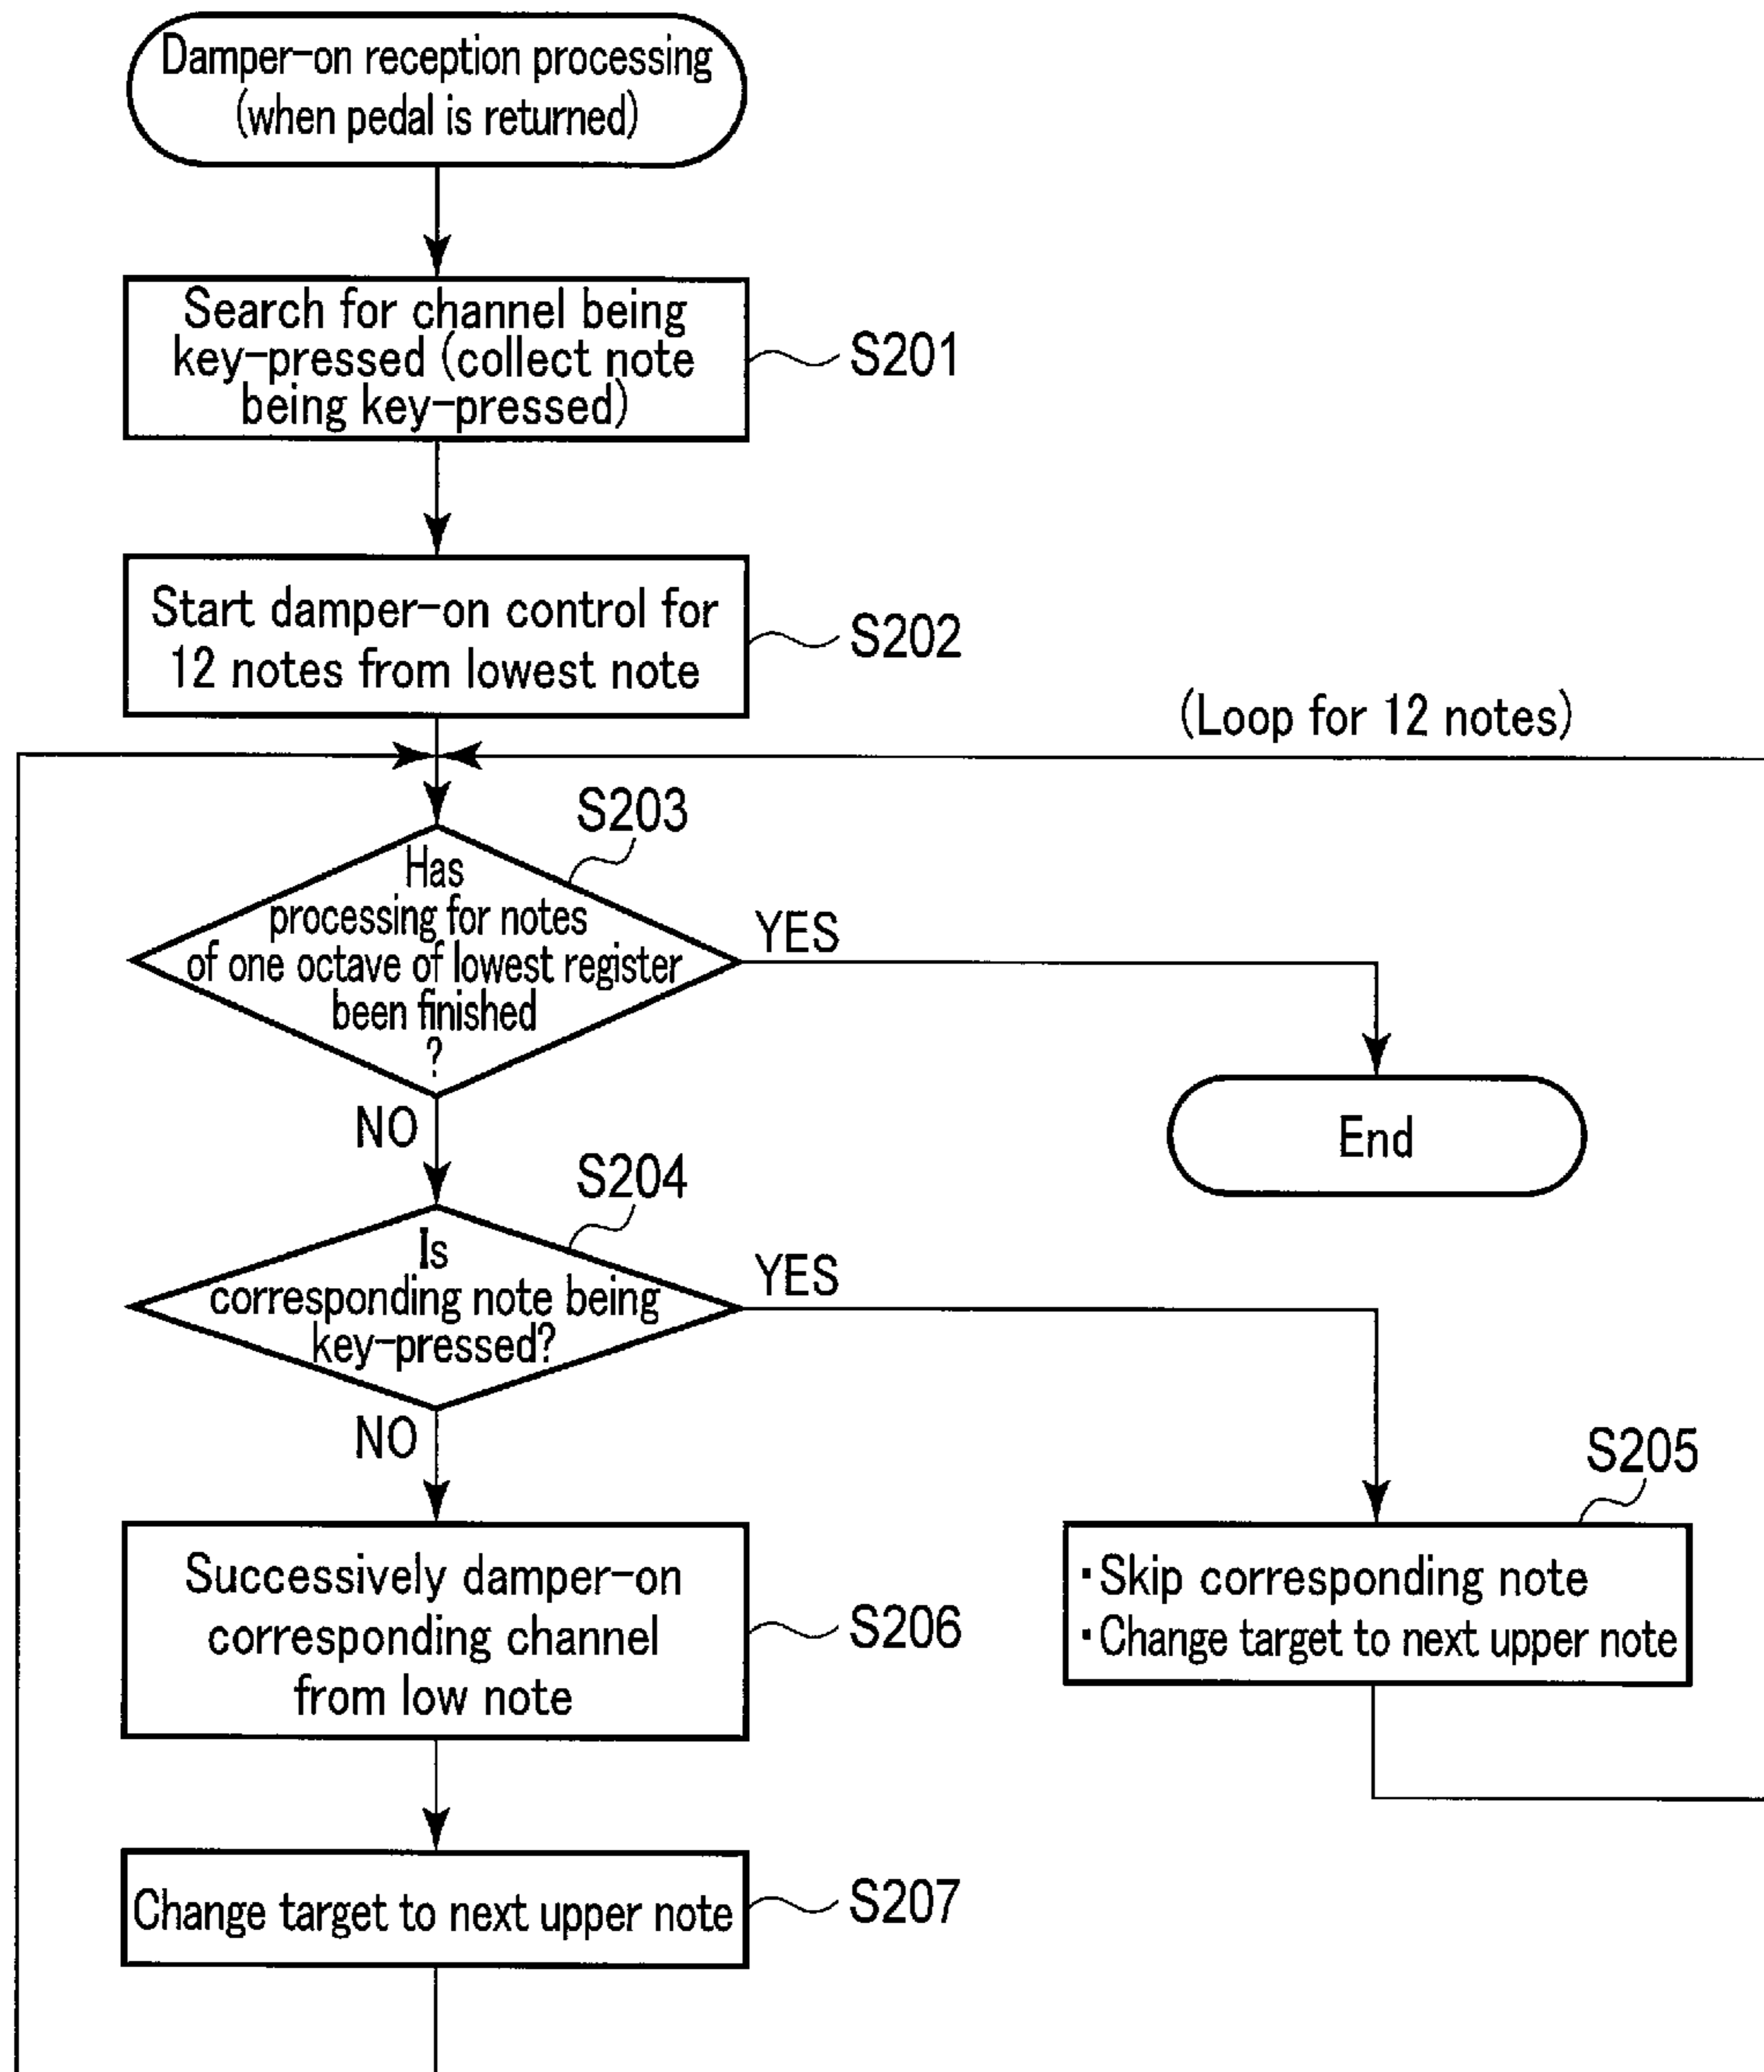 Damper-on reception processing
(when pedal is returned)
Search for channel being
key-pressed (collect note
being key-pressed)
S201
Start damper-on control for
12 notes from lowest note
S202
(Loop for 12 notes)
S203
Has
processing for notes
of one octave of lowest register
been finished
?
YES
NO
End
S204
Is
corresponding note being
key-pressed?
YES
NO
S205
・Skip corresponding note
・Change target to next upper note
Successively damper-on
corresponding channel
from low note
S206
Change target to next upper note
S207